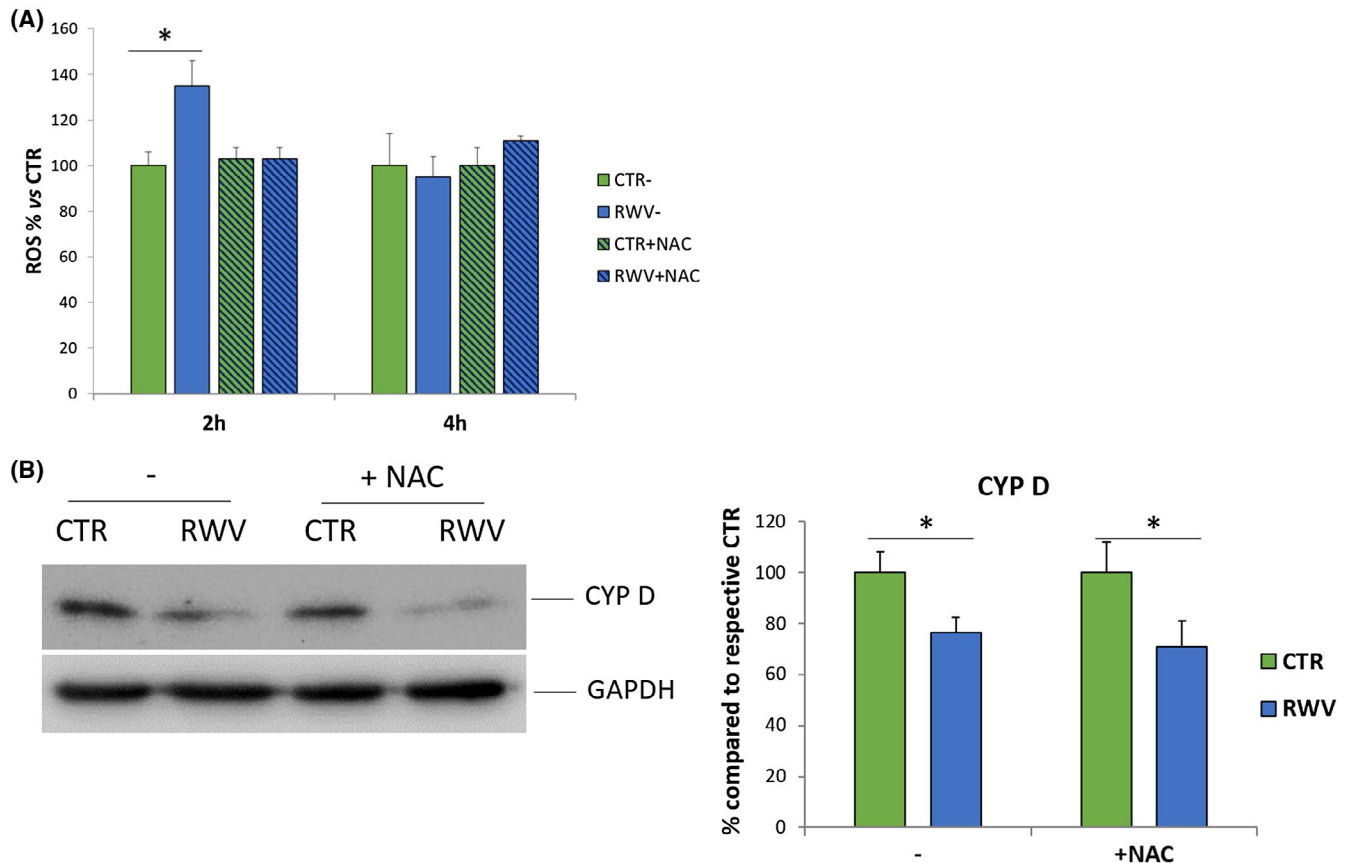 (A)
160
140
120
100
80
60
40
20
0
ROS % vs CTR
*
2h
4h
CTR-
RWV-
CTR+NAC
RWV+NAC
(B)
- + NAC
CTR RWV CTR RWV
CYP D
GAPDH
CYP D
% compared to respective CTR
120
100
80
60
40
20
0
* *
- +NAC
CTR
RWV